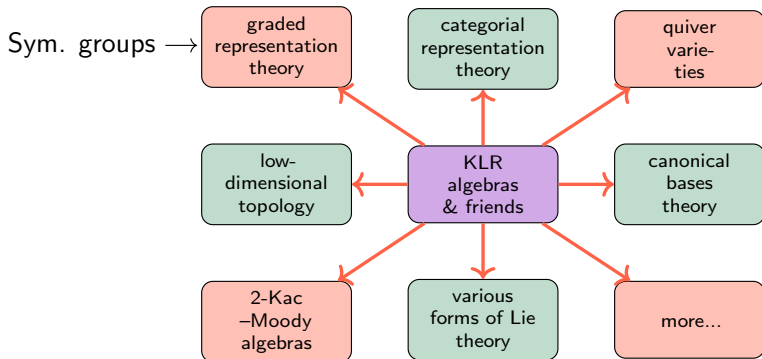 Sym. groups
graded
representation
theory
categorial
representation
theory
quiver
varie-
ties
low-
dimensional
topology
KLR
algebras
& friends
canonical
bases
theory
2-Kac
–Moody
algebras
various
forms of Lie
theory
more...